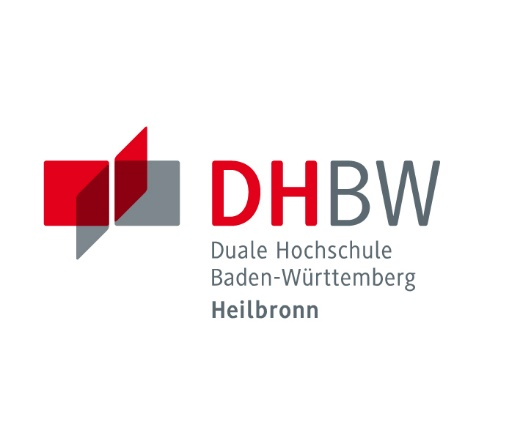 DHBW
Duale Hochschule
Baden-Württemberg
Heilbronn